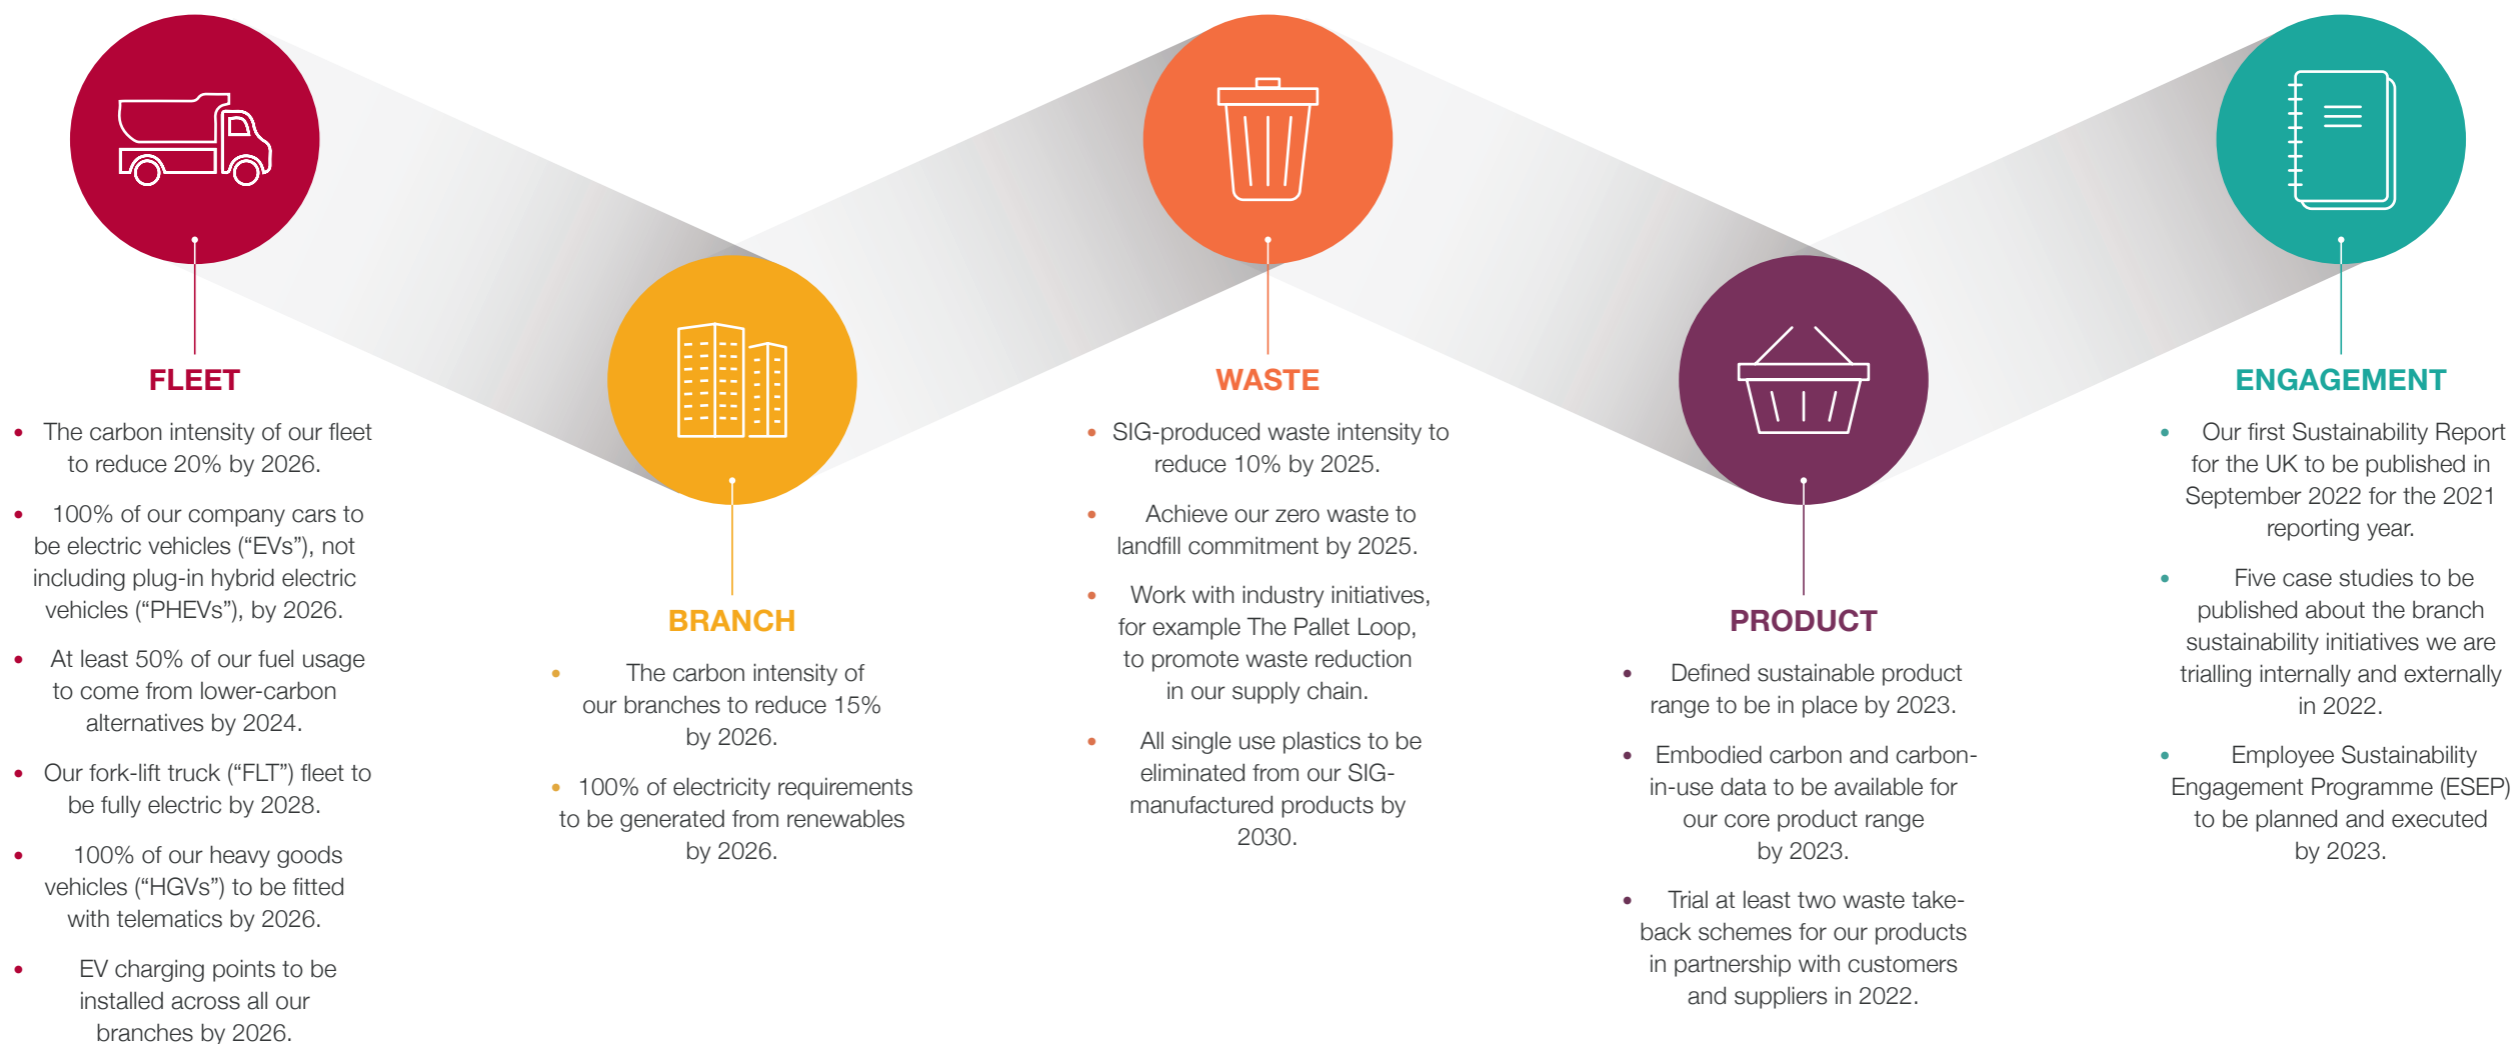 FLEET
• The carbon intensity of our fleet
to reduce 20% by 2026.
• 100% of our company cars to
be electric vehicles (“EVs”), not
including plug-in hybrid electric
vehicles (“PHEVs”), by 2026.
• At least 50% of our fuel usage
to come from lower-carbon
alternatives by 2024.
• Our fork-lift truck (“FLT”) fleet to
be fully electric by 2028.
• 100% of our heavy goods
vehicles (“HGVs”) to be fitted
with telematics by 2026.
• EV charging points to be
installed across all our
branches by 2026.
BRANCH
• The carbon intensity of
our branches to reduce 15%
by 2026.
• 100% of electricity requirements
to be generated from renewables
by 2026.
WASTE
• SIG-produced waste intensity to
reduce 10% by 2025.
• Achieve our zero waste to
landfill commitment by 2025.
• Work with industry initiatives,
for example The Pallet Loop,
to promote waste reduction
in our supply chain.
• All single use plastics to be
eliminated from our SIG-
manufactured products by
2030.
PRODUCT
• Defined sustainable product
range to be in place by 2023.
• Embodied carbon and carbon-
in-use data to be available for
our core product range
by 2023.
• Trial at least two waste take-
back schemes for our products
in partnership with customers
and suppliers in 2022.
ENGAGEMENT
• Our first Sustainability Report
for the UK to be published in
September 2022 for the 2021
reporting year.
• Five case studies to be
published about the branch
sustainability initiatives we are
trialling internally and externally
in 2022.
• Employee Sustainability
Engagement Programme (ESEP)
to be planned and executed
by 2023.